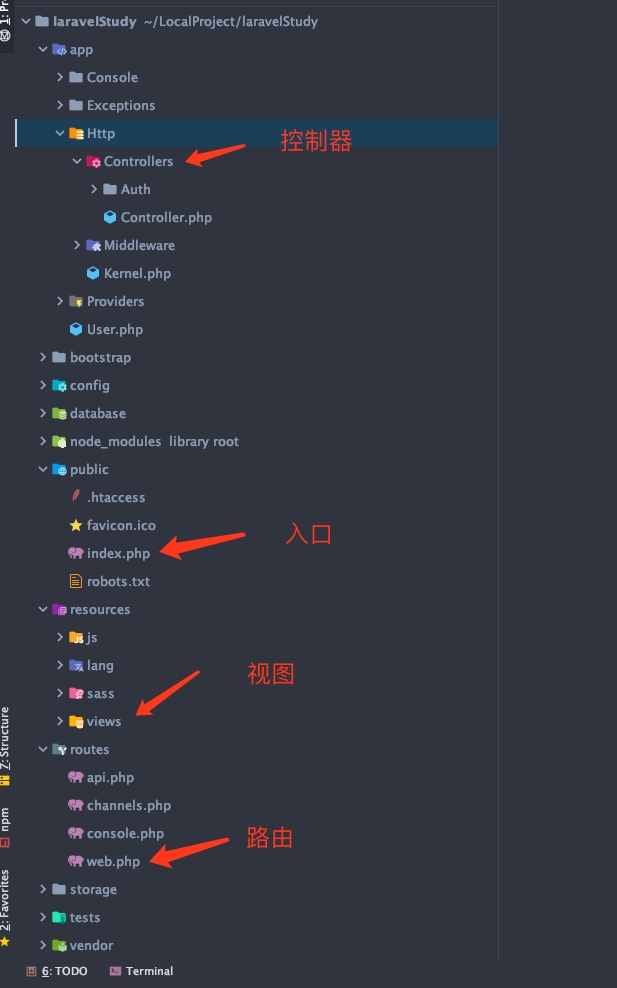 1: Pr
laravelStudy ~/LocalProject/laravelStudy
app
Console
Exceptions
Http
控制器
Controllers
Auth
Controller.php
Middleware
Kernel.php
Providers
User.php
bootstrap
config
database
node_modules library root
public
.htaccess
favicon.ico
index.php
入口
robots.txt
resources
JS js
lang
sass
视图
views
routes
api.php
channels.php
console.php
路由
web.php
storage
tests
vendor
7: Structure
npm
2: Favorites
6: TODO Terminal